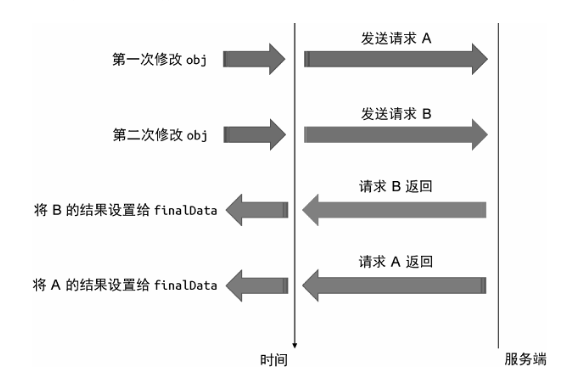 发送请求 A
第一次修改 obj
发送请求 B
第二次修改 obj
请求 B 返回
将 B 的结果设置给 finalData
请求 A 返回
将 A 的结果设置给 finalData
时间
服务端